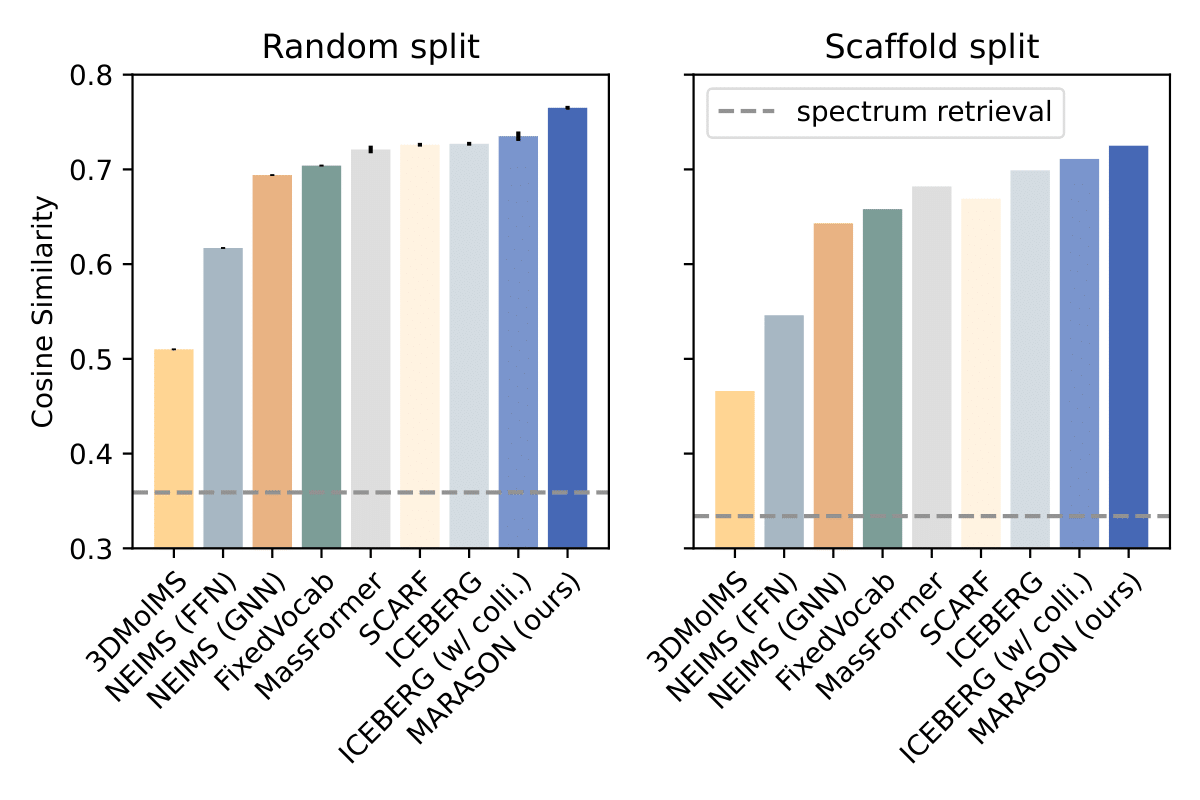 Random split
Scaffold split
Cosine Similarity
0.8
0.7
0.6
0.5
0.4
0.3
spectrum retrieval
3DMolMS
NEIMS (FFN)
NEIMS (GNN)
FixedVocab
MassFormer
SCARF
ICEBERG
ICEBERG (w/ colli.)
MARASON (ours)
3DMolMS
NEIMS (FFN)
NEIMS (GNN)
FixedVocab
MassFormer
SCARF
ICEBERG
ICEBERG (w/ colli.)
MARASON (ours)